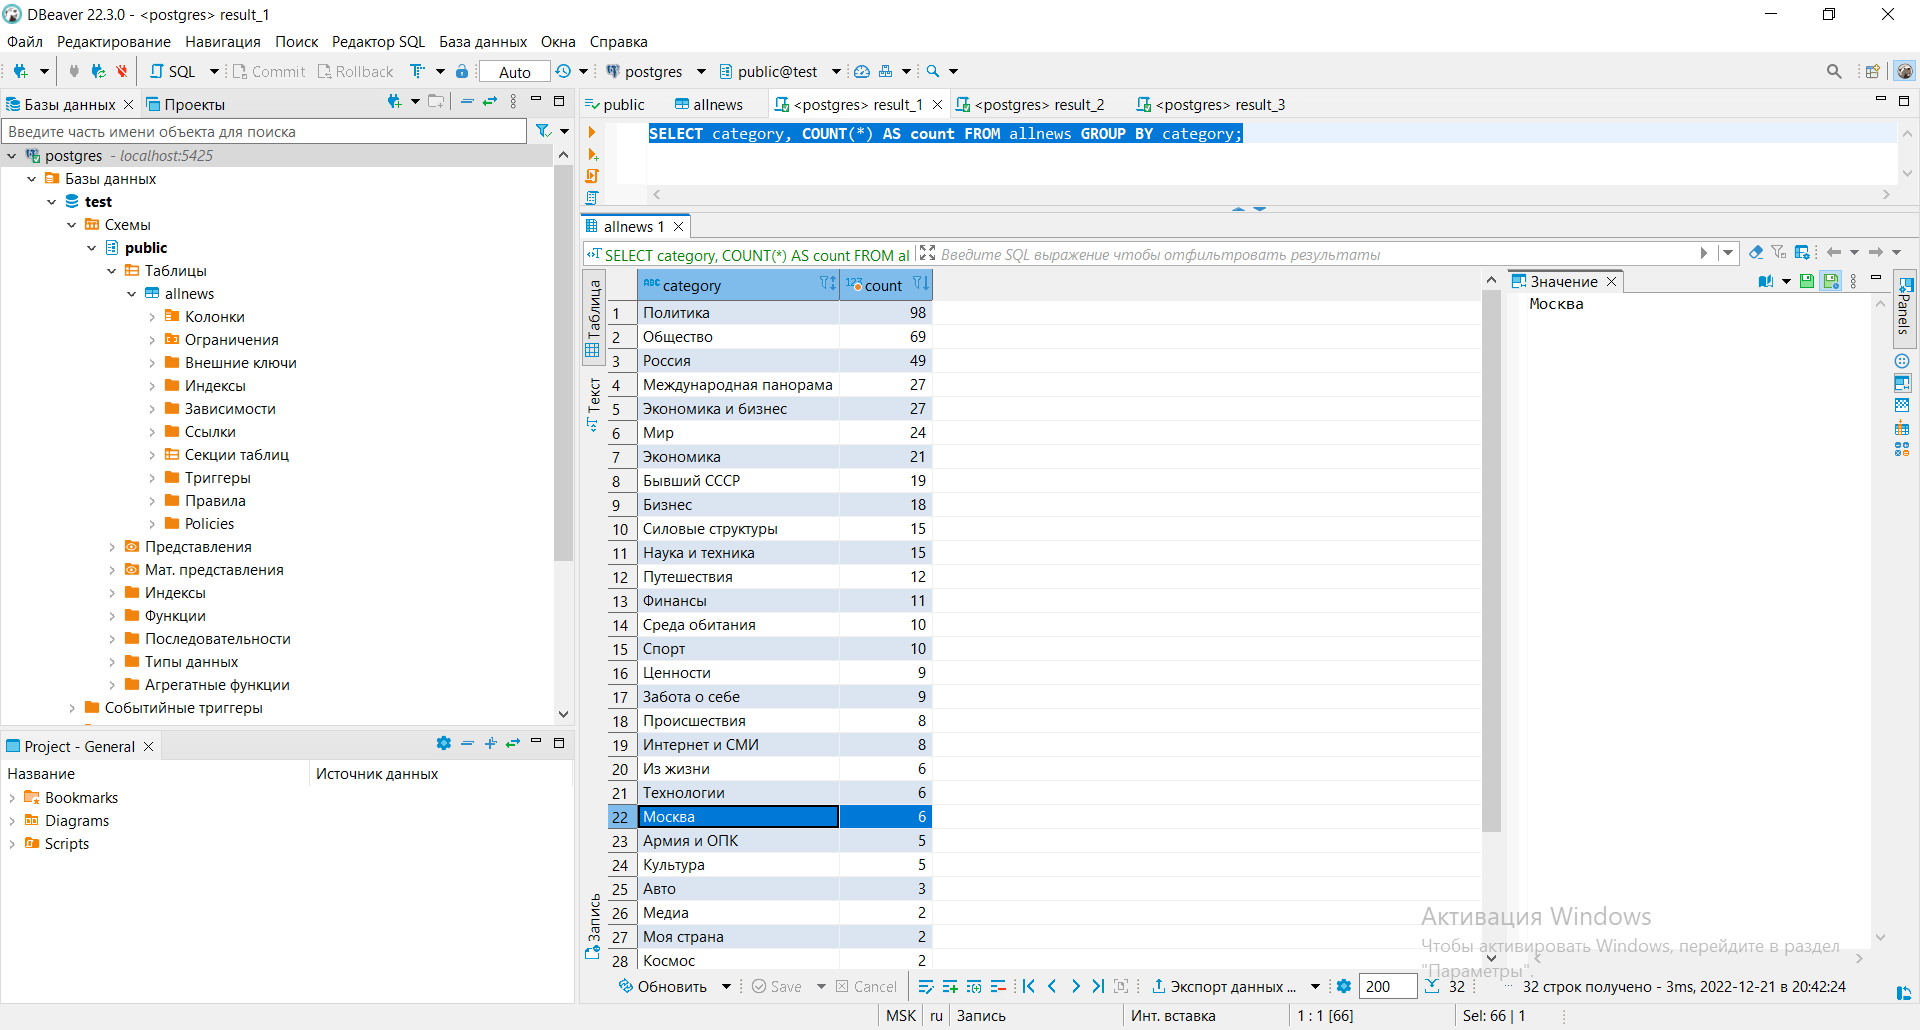 DBeaver 22.3.0 - <postgres> result_1
Файл Редактирование Навигация Поиск Редактор SQL База данных Окна Справка
SQL Commit Rollback Auto postgres public@test
Базы данных Проекты
Введите часть имени объекта для поиска
postgres - localhost:5425
Базы данных
test
Схемы
public
Таблицы
allnews
Колонки
Ограничения
Внешние ключи
Индексы
Зависимости
Ссылки
Секции таблиц
Триггеры
Правила
Policies
Представления
Мат. представления
Индексы
Функции
Последовательности
Типы данных
Агрегатные функции
Событийные триггеры
Project - General
Название Источник данных
Bookmarks
Diagrams
Scripts
public allnews <postgres> result_1 <postgres> result_2 <postgres> result_3
SELECT category, COUNT(*) AS count FROM allnews GROUP BY category;
allnews 1
SELECT category, COUNT(*) AS count FROM al Введите SQL выражение чтобы отфильтровать результаты
Таблица
Текст
Запись
ABC category 123 count
1 Политика 98
2 Общество 69
3 Россия 49
4 Международная панорама 27
5 Экономика и бизнес 27
6 Мир 24
7 Экономика 21
8 Бывший СССР 19
9 Бизнес 18
10 Силовые структуры 15
11 Наука и техника 15
12 Путешествия 12
13 Финансы 11
14 Среда обитания 10
15 Спорт 10
16 Ценности 9
17 Забота о себе 9
18 Происшествия 8
19 Интернет и СМИ 8
20 Из жизни 6
21 Технологии 6
22 Москва 6
23 Армия и ОПК 5
24 Культура 5
25 Авто 3
26 Медиа 2
27 Моя страна 2
28 Космос 2
Значение
Москва
Panels
Активация Windows
Чтобы активировать Windows, перейдите в раздел
"Параметры".
Обновить Save Cancel Экспорт данных ... 200 32 32 строк получено - 3ms, 2022-12-21 в 20:42:24
MSK ru Запись Инт. вставка 1 : 1 [66] Sel: 66 | 1